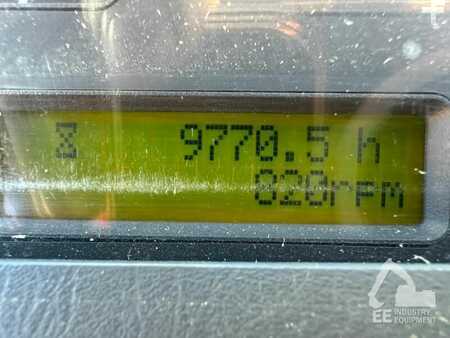 9770.5 h
820rpm
EE INDUSTRY
EQUIPMENT